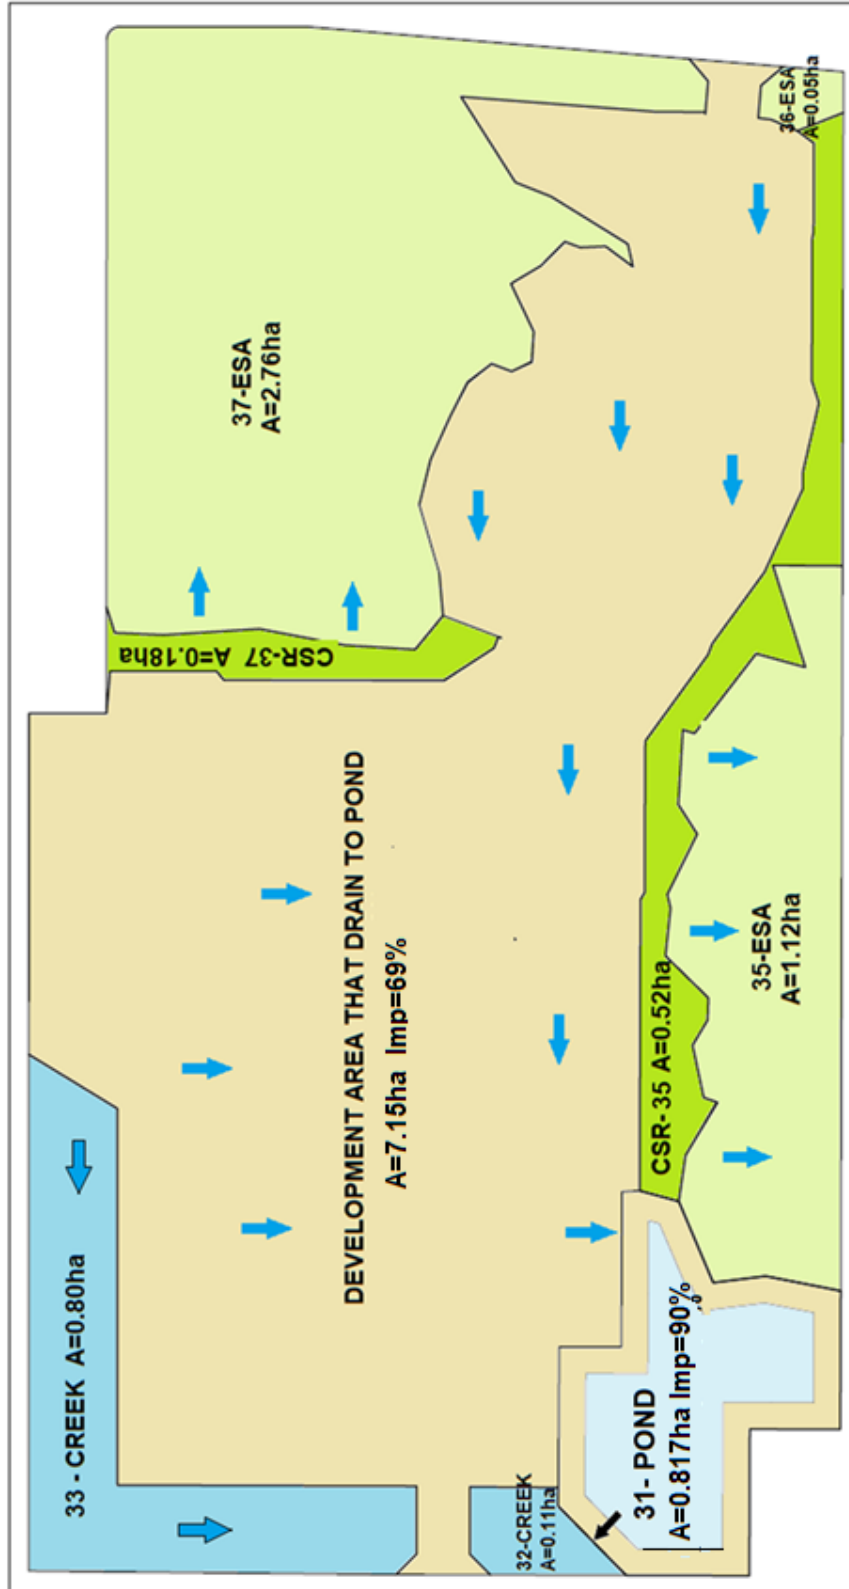 36-ESA
A=0.05ha
37-ESA
A=2.76ha
CSR-37 A=0.18ha
DEVELOPMENT AREA THAT DRAIN TO POND
A=7.15ha Imp=69%
CSR- 35 A=0.52ha
35-ESA
A=1.12ha
33 - CREEK A=0.80ha
32-CREEK
A=0.11ha
31- POND
A=0.817ha Imp=90%